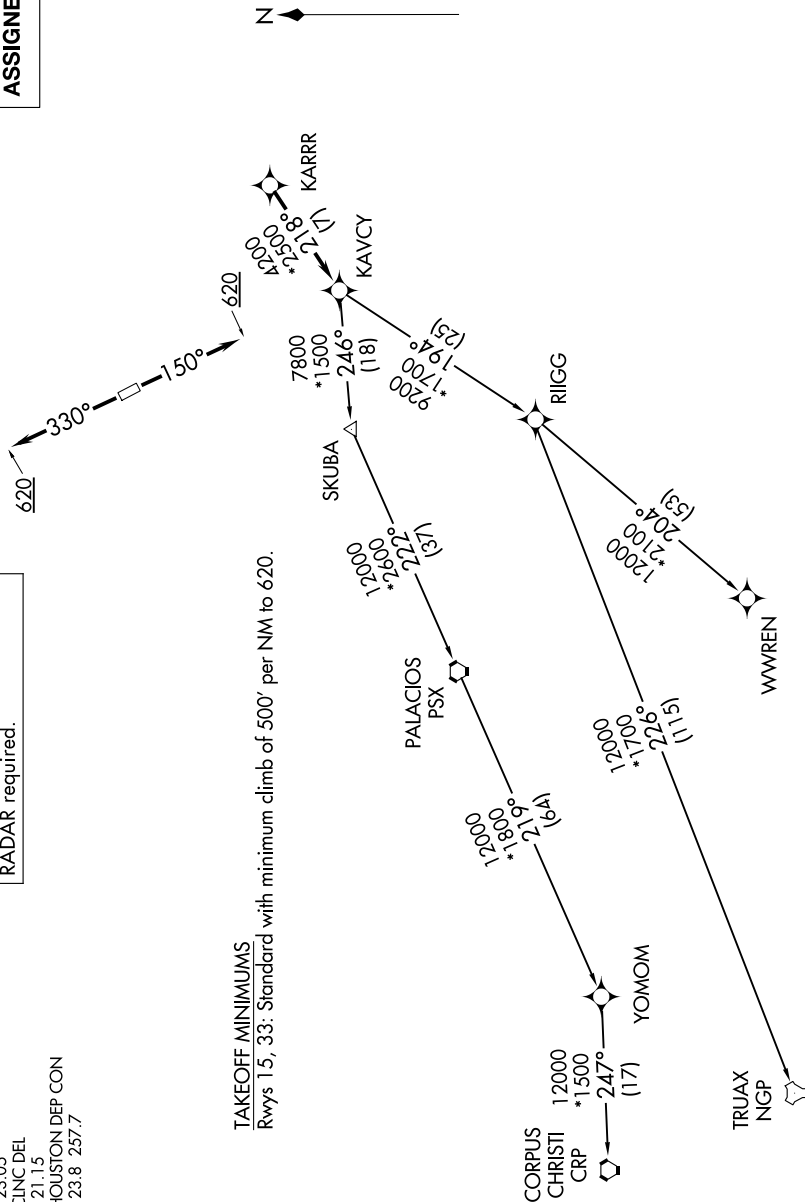 ASSIGNE
N
RADAR required.
CLNC DEL
21.15
HOUSTON DEP CON
23.8 257.7
620
330°
150°
620
KARRR
4200
*2500
218°
(7)
KAVCY
7800
*1500
246°
(18)
9200
*1700
194°
(25)
SKUBA
RIIGG
12000
*2600
222°
(37)
12000
*2100
204°
(53)
PALACIOS
PSX
WWREN
12000
*1800
219°
(64)
12000
*1700
226°
(115)
YOMOM
12000
*1500
247°
(17)
CORPUS
CHRISTI
CRP
TRUAX
NGP
TAKEOFF MINIMUMS
Rwys 15, 33: Standard with minimum climb of 500' per NM to 620.